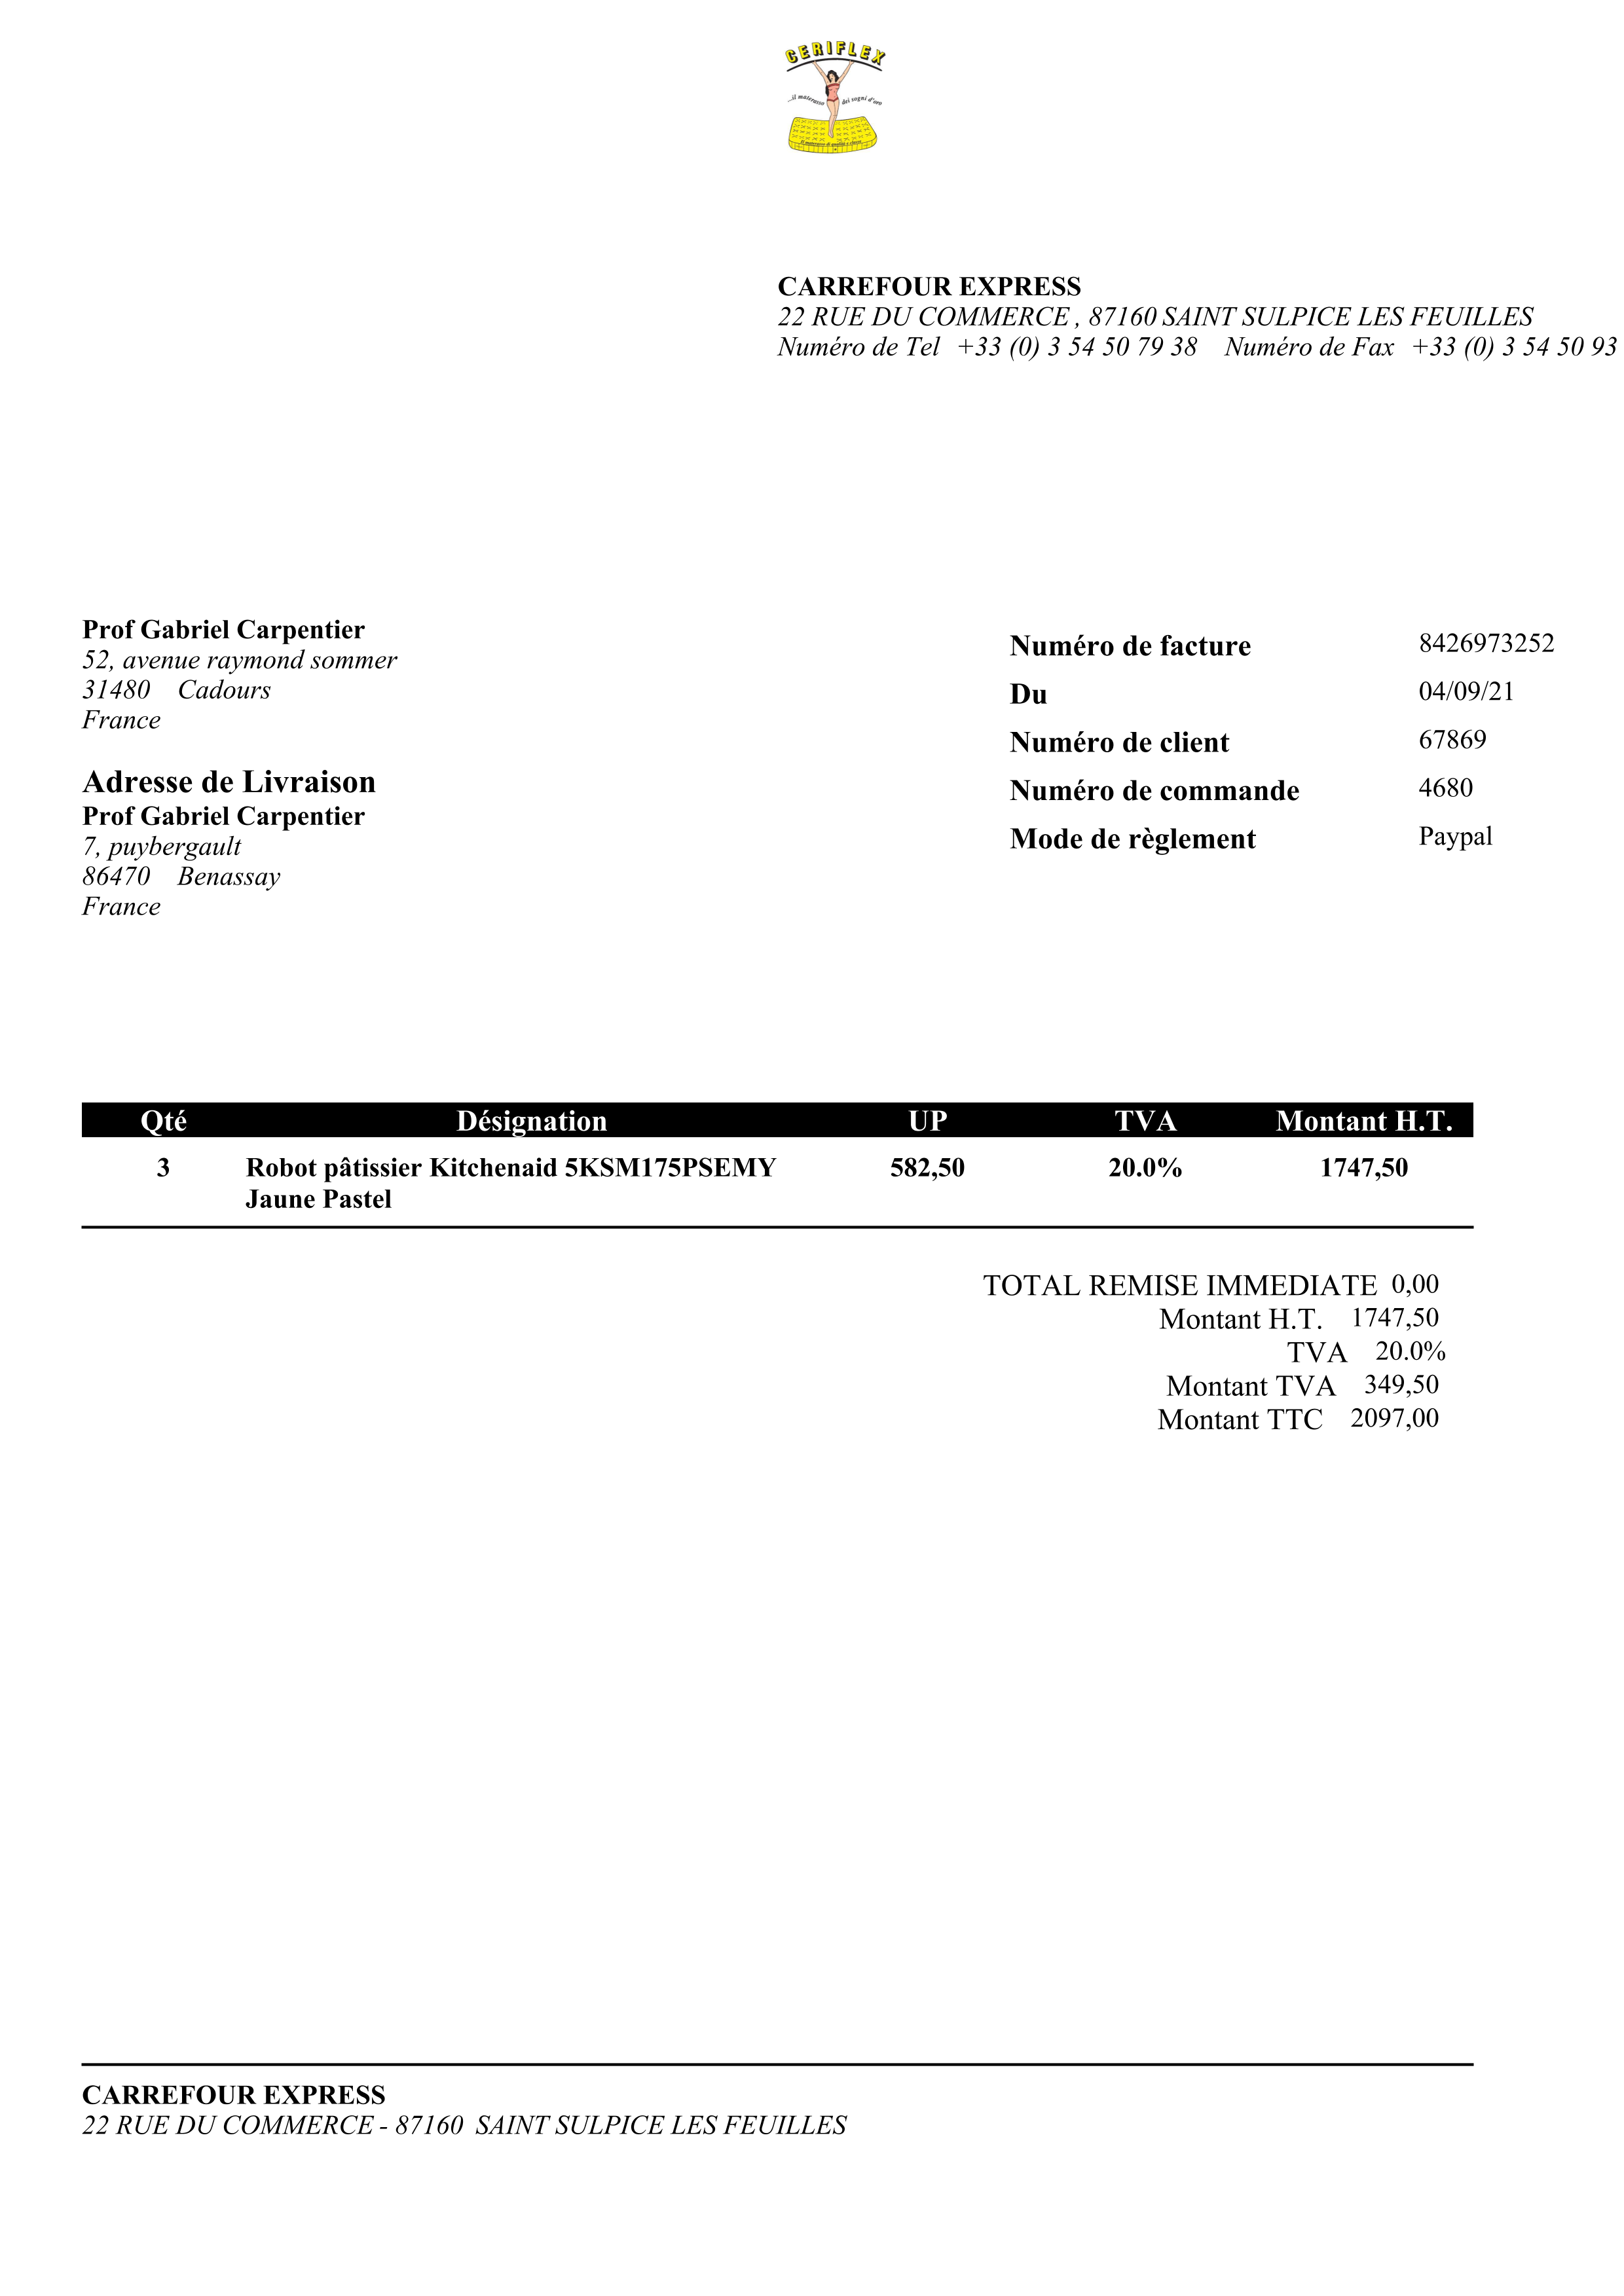 CERIFLEX
...il materasso dei sogni d'oro
CARREFOUR EXPRESS
22 RUE DU COMMERCE , 87160 SAINT SULPICE LES FEUILLES
Numéro de Tel +33 (0) 3 54 50 79 38 Numéro de Fax +33 (0) 3 54 50 93
Prof Gabriel Carpentier
52, avenue raymond sommer
31480 Cadours
France
Adresse de Livraison
Prof Gabriel Carpentier
7, puybergault
86470 Benassay
France
Numéro de facture 8426973252
Du 04/09/21
Numéro de client 67869
Numéro de commande 4680
Mode de règlement Paypal
Qté Désignation UP TVA Montant H.T.
3 Robot pâtissier Kitchenaid 5KSM175PSEMY 582,50 20.0% 1747,50
Jaune Pastel
TOTAL REMISE IMMEDIATE 0,00
Montant H.T. 1747,50
TVA 20.0%
Montant TVA 349,50
Montant TTC 2097,00
CARREFOUR EXPRESS
22 RUE DU COMMERCE - 87160 SAINT SULPICE LES FEUILLES